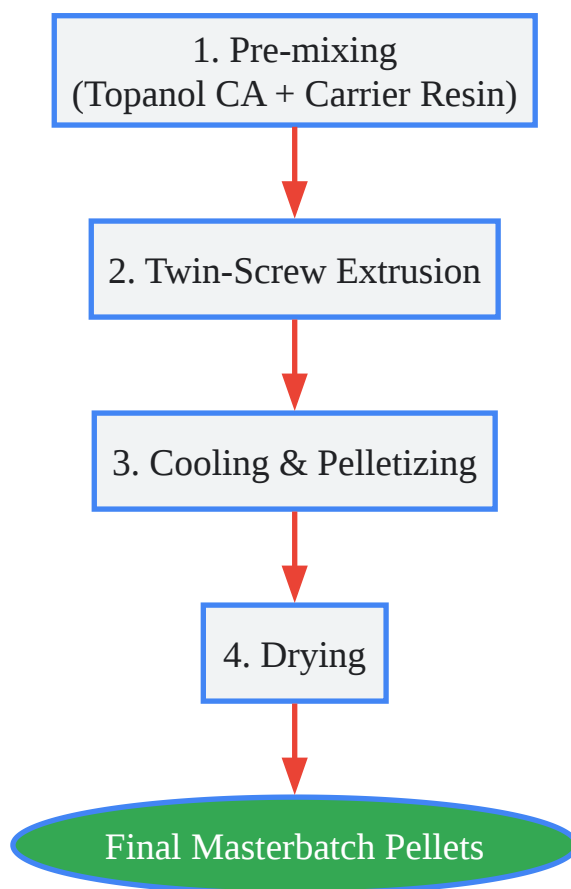 1. Pre-mixing
(Topanol CA + Carrier Resin)
2. Twin-Screw Extrusion
3. Cooling & Pelletizing
4. Drying
Final Masterbatch Pellets